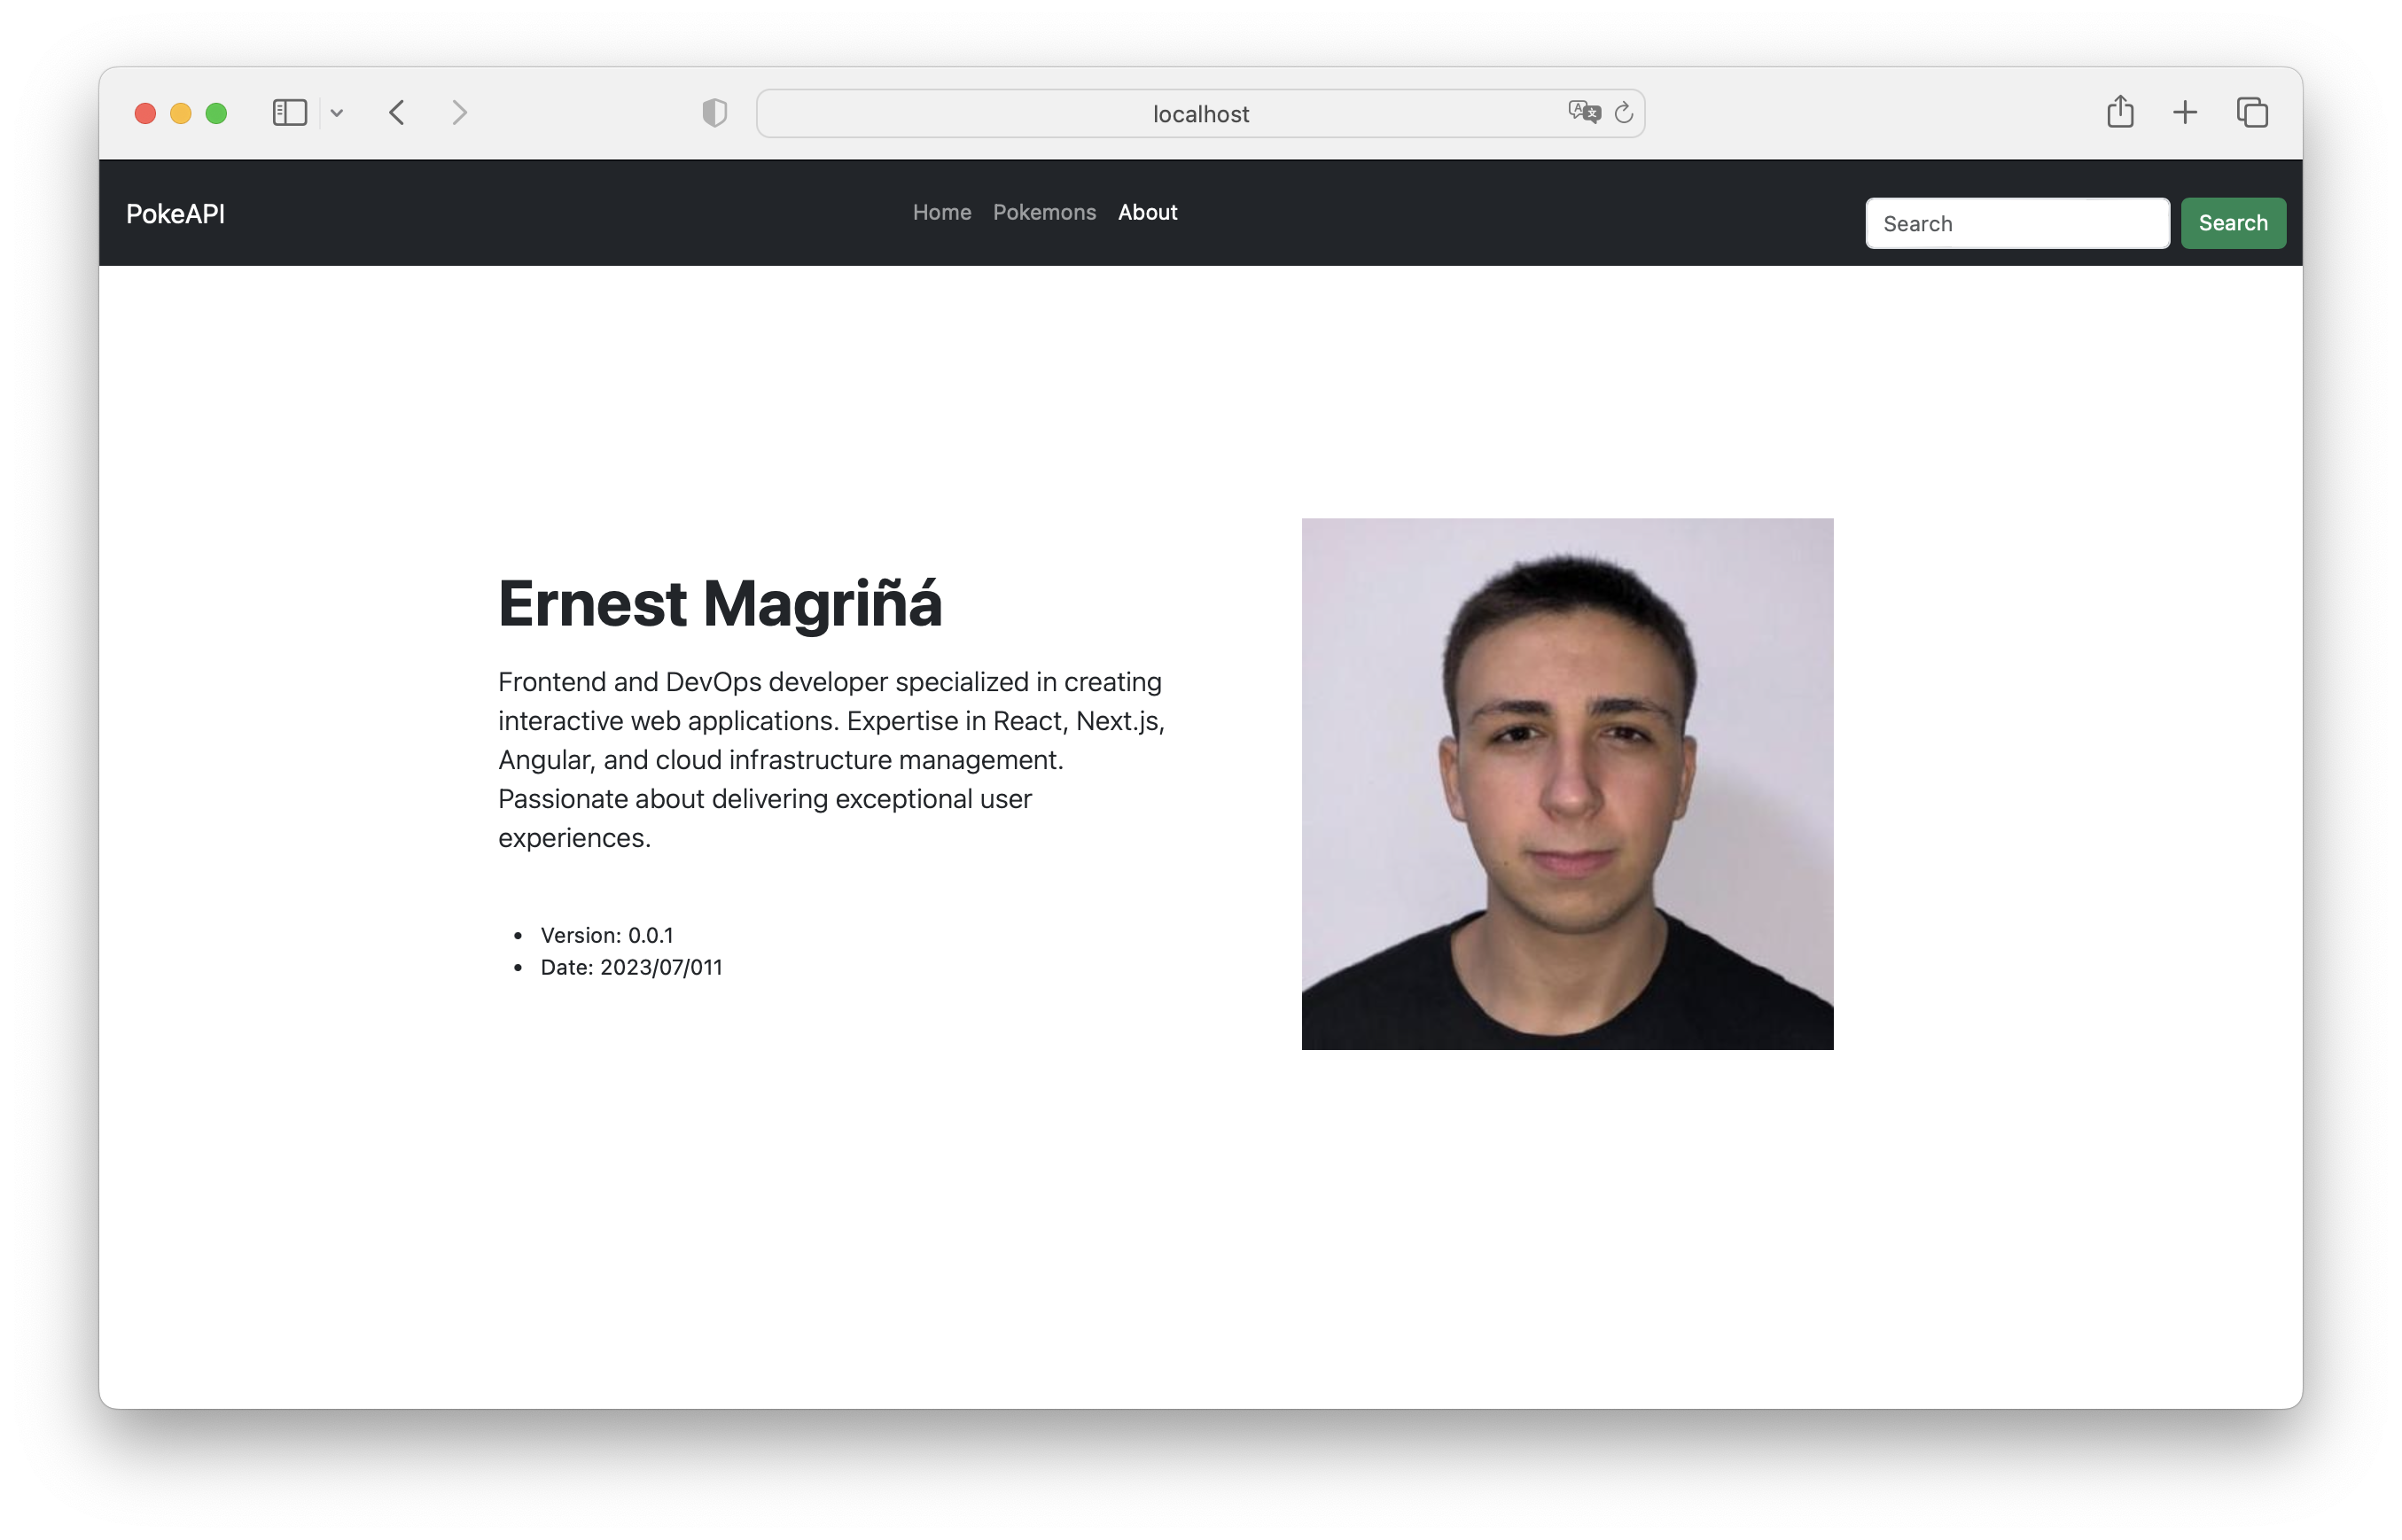 localhost
PokeAPI
Home Pokemons About
Search Search
Ernest Magriñá
Frontend and DevOps developer specialized in creating
interactive web applications. Expertise in React, Next.js,
Angular, and cloud infrastructure management.
Passionate about delivering exceptional user
experiences.
• Version: 0.0.1
• Date: 2023/07/011